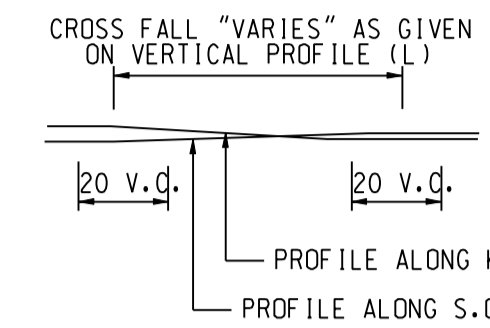 CROSS FALL "VARIES" AS GIVEN
ON VERTICAL PROFILE (L)
20 V.C.
20 V.C.
PROFILE ALONG
PROFILE ALONG